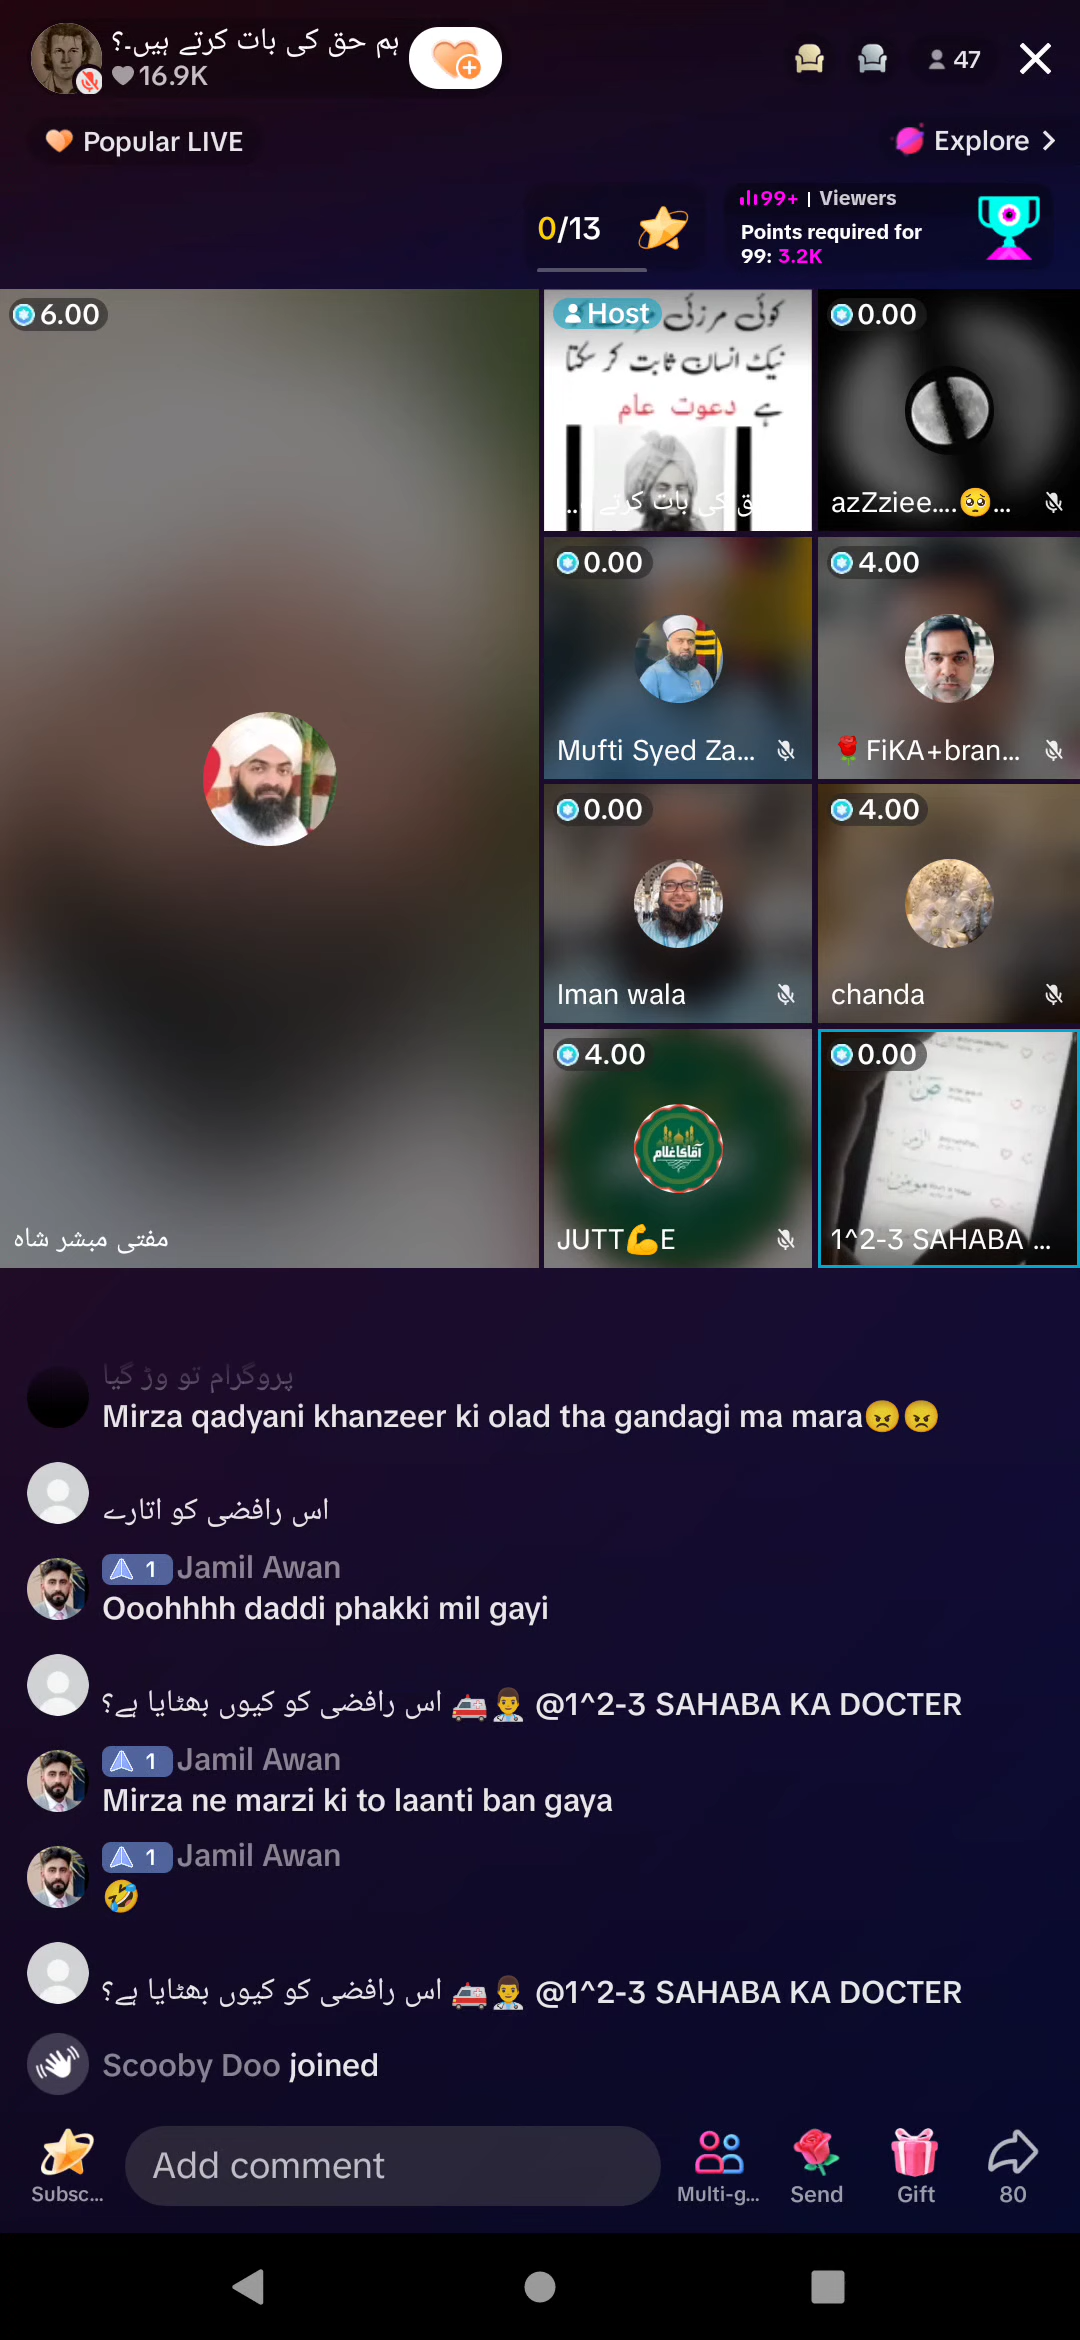 ہم حق کی بات کرتے ہیں۔؟
16.9K
47
Popular LIVE
Explore
0/13
99+ | Viewers
Points required for
99: 3.2K
6.00
مفتی مبشر شاہ
Host
کوئی مرزئی
نیک انسان ثابت کر سکتا
ہے دعوت عام
ق کی بات کرتے ...
0.00
azZziee....🥺...
0.00
Mufti Syed Za...
4.00
🌹FiKA+bran...
0.00
Iman wala
4.00
chanda
4.00
آقا کا غلام
JUTT💪E
0.00
1^2-3 SAHABA ...
پروگرام تو وڑ گیا
Mirza qadyani khanzeer ki olad tha gandagi ma mara😠😠
اس رافضی کو اتارے
1 Jamil Awan
Ooohhhh daddi phakki mil gayi
اس رافضی کو کیوں بھٹایا ہے؟ 🚑👨‍⚕️ @1^2-3 SAHABA KA DOCTER
1 Jamil Awan
Mirza ne marzi ki to laanti ban gaya
1 Jamil Awan
🤣
اس رافضی کو کیوں بھٹایا ہے؟ 🚑👨‍⚕️ @1^2-3 SAHABA KA DOCTER
Scooby Doo joined
Add comment
Subsc...
Multi-g...
Send
Gift
80